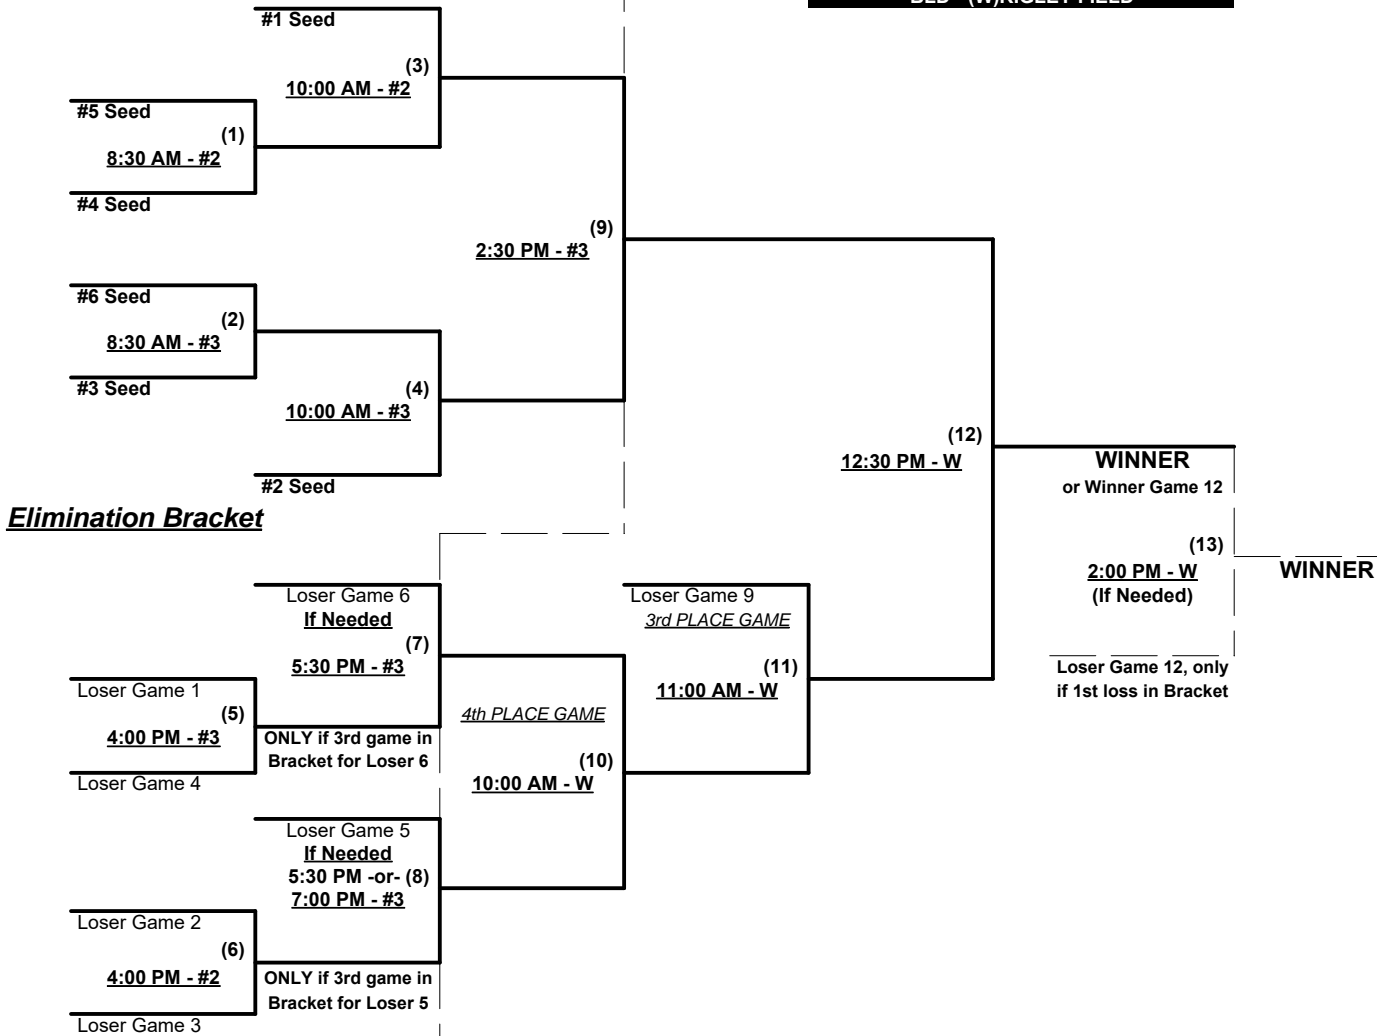 BLD - (W)RIGLEY FIELD
#1 Seed
(3)
10:00 AM - #2
#5 Seed
(1)
8:30 AM - #2
#4 Seed
(9)
2:30 PM - #3
#6 Seed
(2)
8:30 AM - #3
#3 Seed
(4)
10:00 AM - #3
#2 Seed
(12)
12:30 PM - W
WINNER
or Winner Game 12
(13)
2:00 PM - W
(If Needed)
WINNER
Loser Game 12, only
if 1st loss in Bracket
Elimination Bracket
Loser Game 6
If Needed
(7)
5:30 PM - #3
Loser Game 9
3rd PLACE GAME
(11)
11:00 AM - W
Loser Game 1
(5)
4:00 PM - #3
ONLY if 3rd game in
Bracket for Loser 6
Loser Game 4
4th PLACE GAME
(10)
10:00 AM - W
Loser Game 5
If Needed
5:30 PM -or- (8)
7:00 PM - #3
Loser Game 2
(6)
4:00 PM - #2
ONLY if 3rd game in
Bracket for Loser 5
Loser Game 3